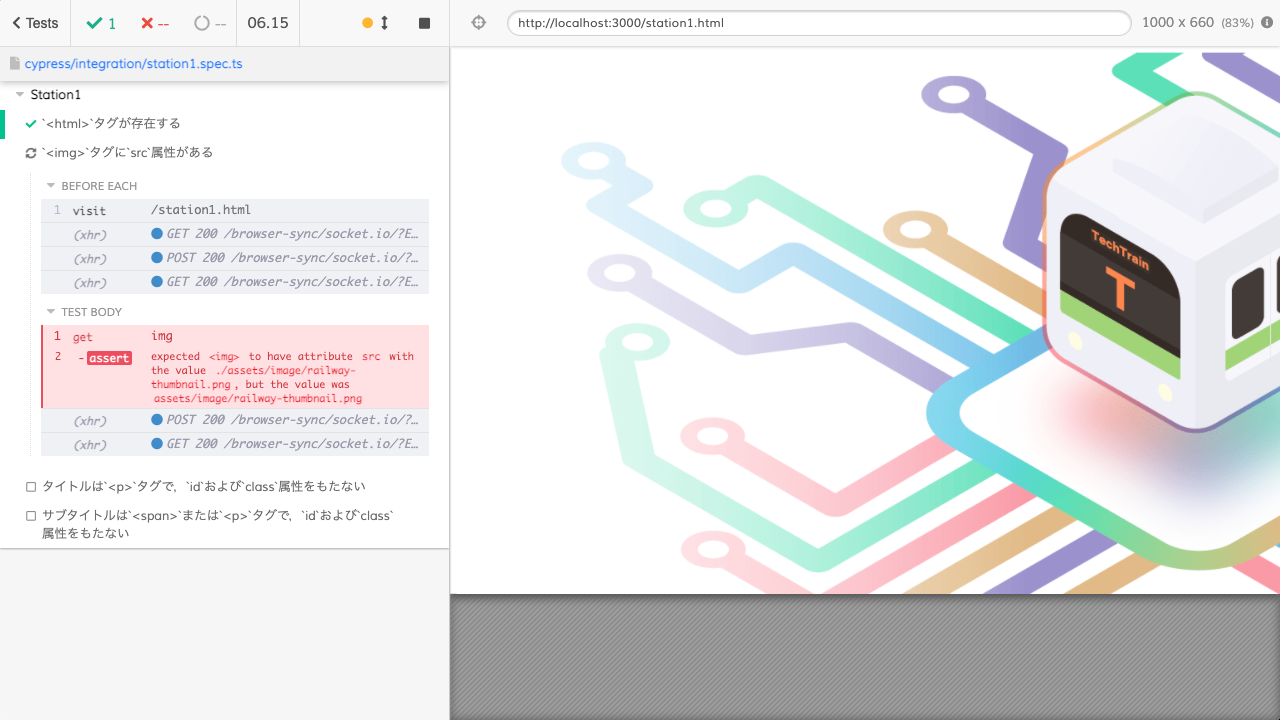 Tests
1
--
--
06.15
http://localhost:3000/station1.html
1000 x 660 (83%)
cypress/integration/station1.spec.ts
Station1
`<html>`タグが存在する
`<img>`タグに`src`属性がある
BEFORE EACH
1 visit /station1.html
(xhr) GET 200 /browser-sync/socket.io/?E...
(xhr) POST 200 /browser-sync/socket.io/?...
(xhr) GET 200 /browser-sync/socket.io/?E...
TEST BODY
1 get img
2 -assert expected <img> to have attribute src with
the value ./assets/image/railway-
thumbnail.png, but the value was
assets/image/railway-thumbnail.png
(xhr) POST 200 /browser-sync/socket.io/?...
(xhr) GET 200 /browser-sync/socket.io/?E...
タイトルは`<p>`タグで，`id`および`class`属性をもたない
サブタイトルは`<span>`または`<p>`タグで，`id`および`class`
属性をもたない
TechTrain
T